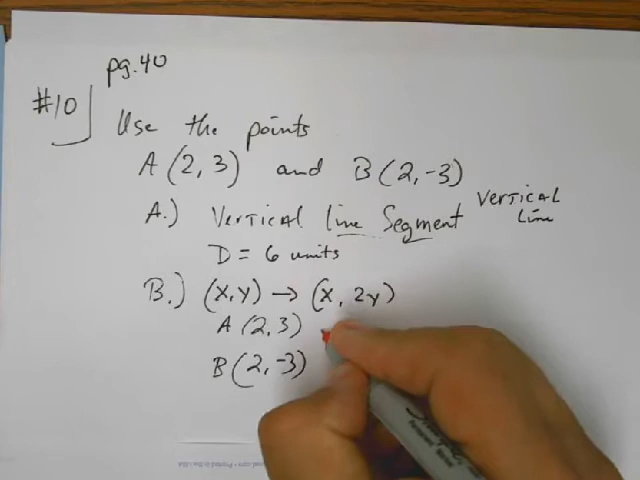 pg.40
#10
Use the points
A (2, 3) and B (2, -3)
A.) Vertical line Segment Vertical Line
D = 6 units
B.) (x, y) → (x, 2y)
A (2, 3)
B (2, -3)